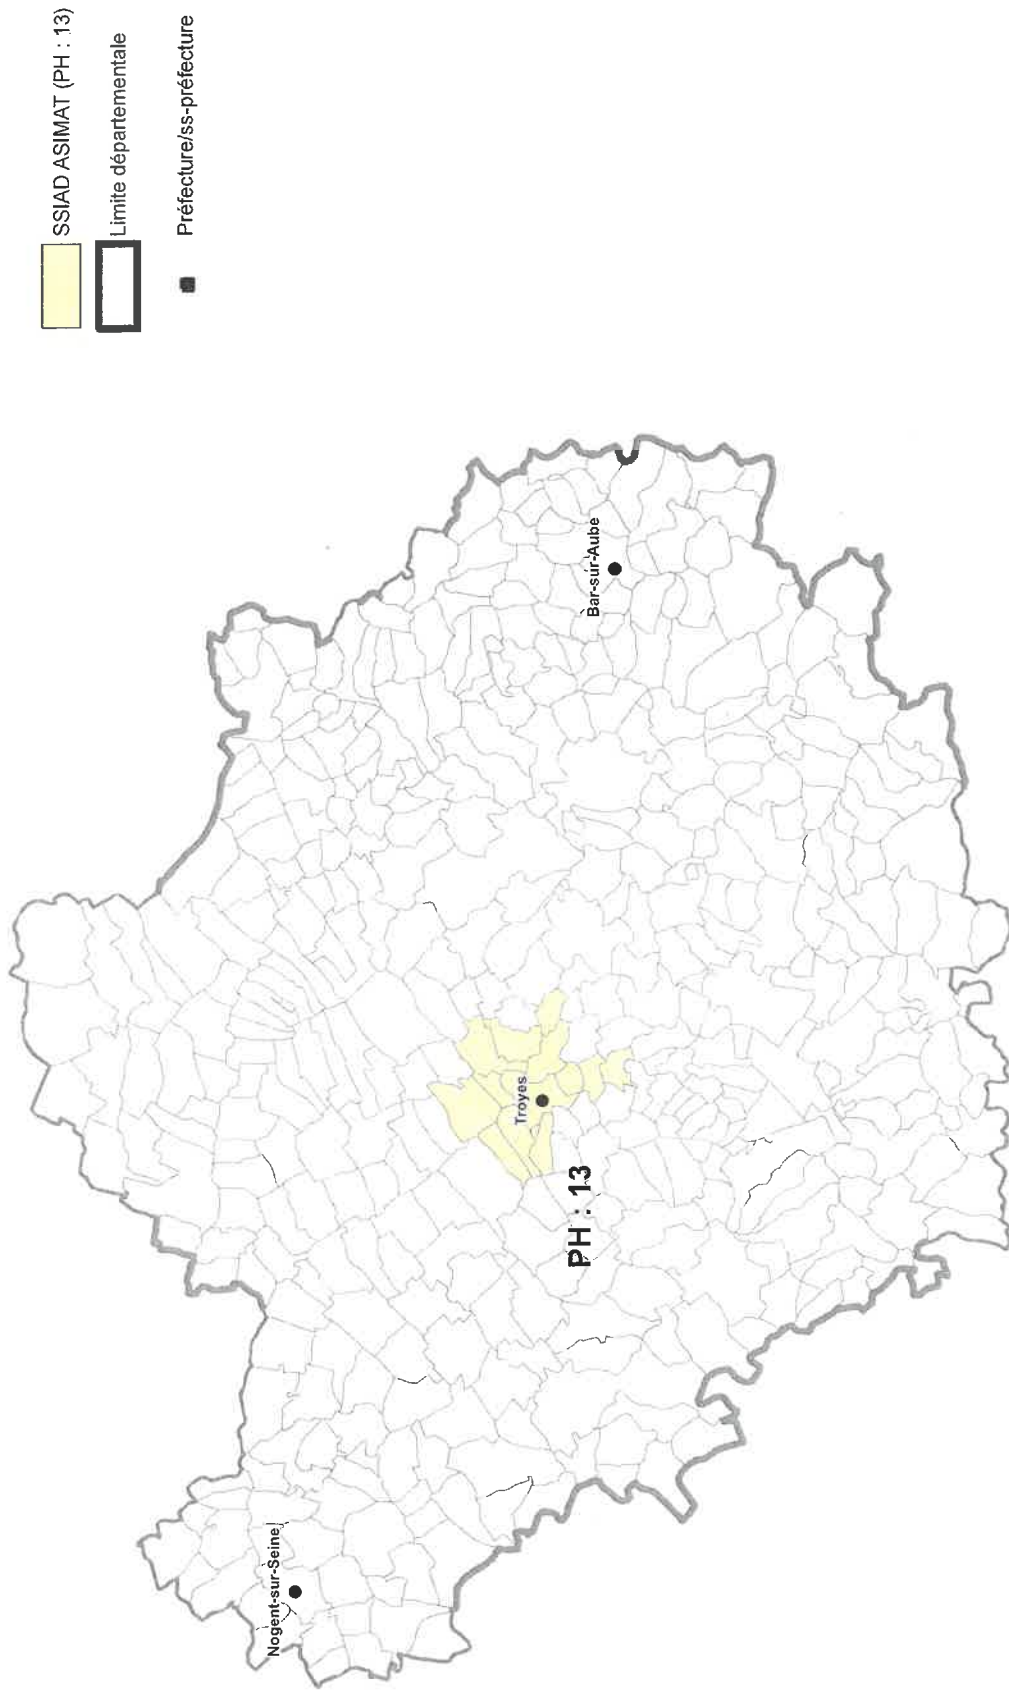 SSIAD ASIMAT (PH : 13)
Limite départementale
Préfecture/ss-préfecture
Nogent-sur-Seine
Troyes
PH : 13
Bar-sur-Aube